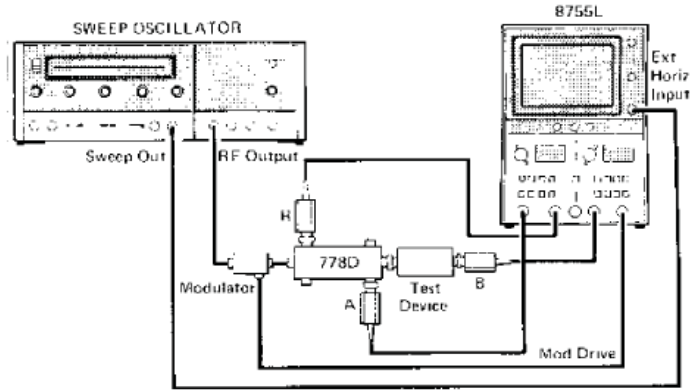 8755L
SWEEP OSCILLATOR
Ext
Horiz
Input
Sweep Out
RF Output
R
778D
Modulator
A
Test
Device
B
Mod Drive